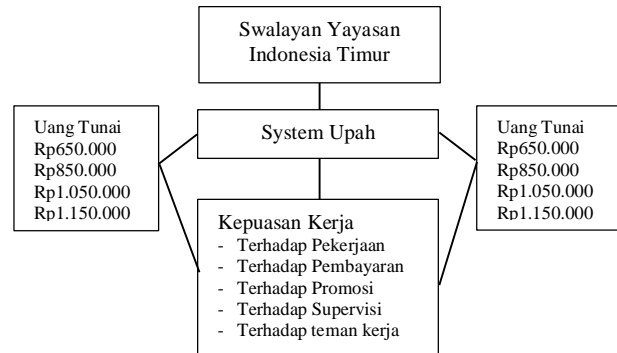 Swalayan Yayasan
Indonesia Timur
Uang Tunai
Rp650.000
Rp850.000
Rp1.050.000
Rp1.150.000
System Upah
Uang Tunai
Rp650.000
Rp850.000
Rp1.050.000
Rp1.150.000
Kepuasan Kerja
- Terhadap Pekerjaan
- Terhadap Pembayaran
- Terhadap Promosi
- Terhadap Supervisi
- Terhadap teman kerja